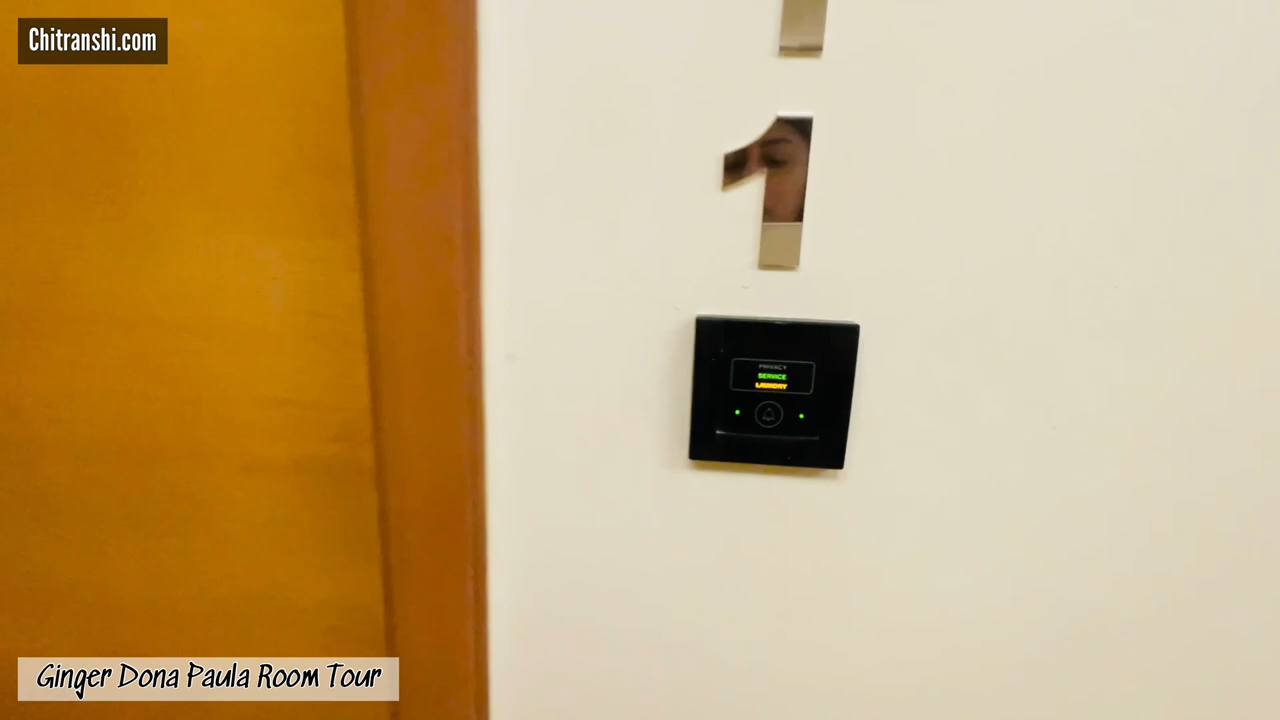 Chitranshi.com
1
PRIVACY
SERVICE
LAUNDRY
Ginger Dona Paula Room Tour